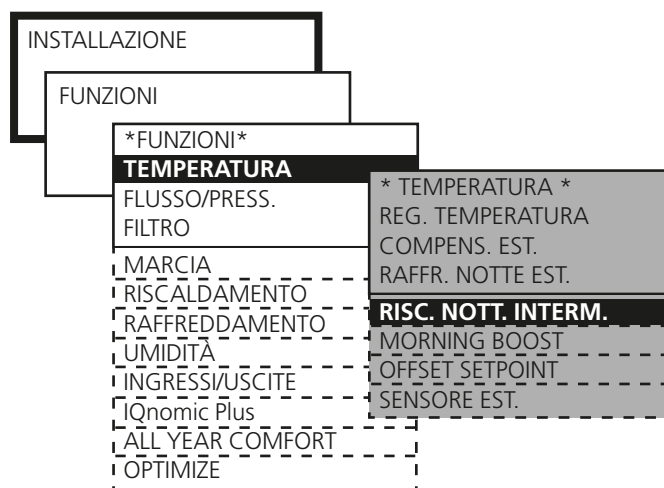 INSTALLAZIONE
FUNZIONI
*FUNZIONI*
TEMPERATURA
FLUSSO/PRESS.
FILTRO
MARCIA
RISCALDAMENTO
RAFFREDDAMENTO
UMIDITÀ
INGRESSI/USCITE
IQnomic Plus
ALL YEAR COMFORT
OPTIMIZE
* TEMPERATURA *
REG. TEMPERATURA
COMPENS. EST.
RAFFR. NOTTE EST.
RISC. NOTT. INTERM.
MORNING BOOST
OFFSET SETPOINT
SENSORE EST.